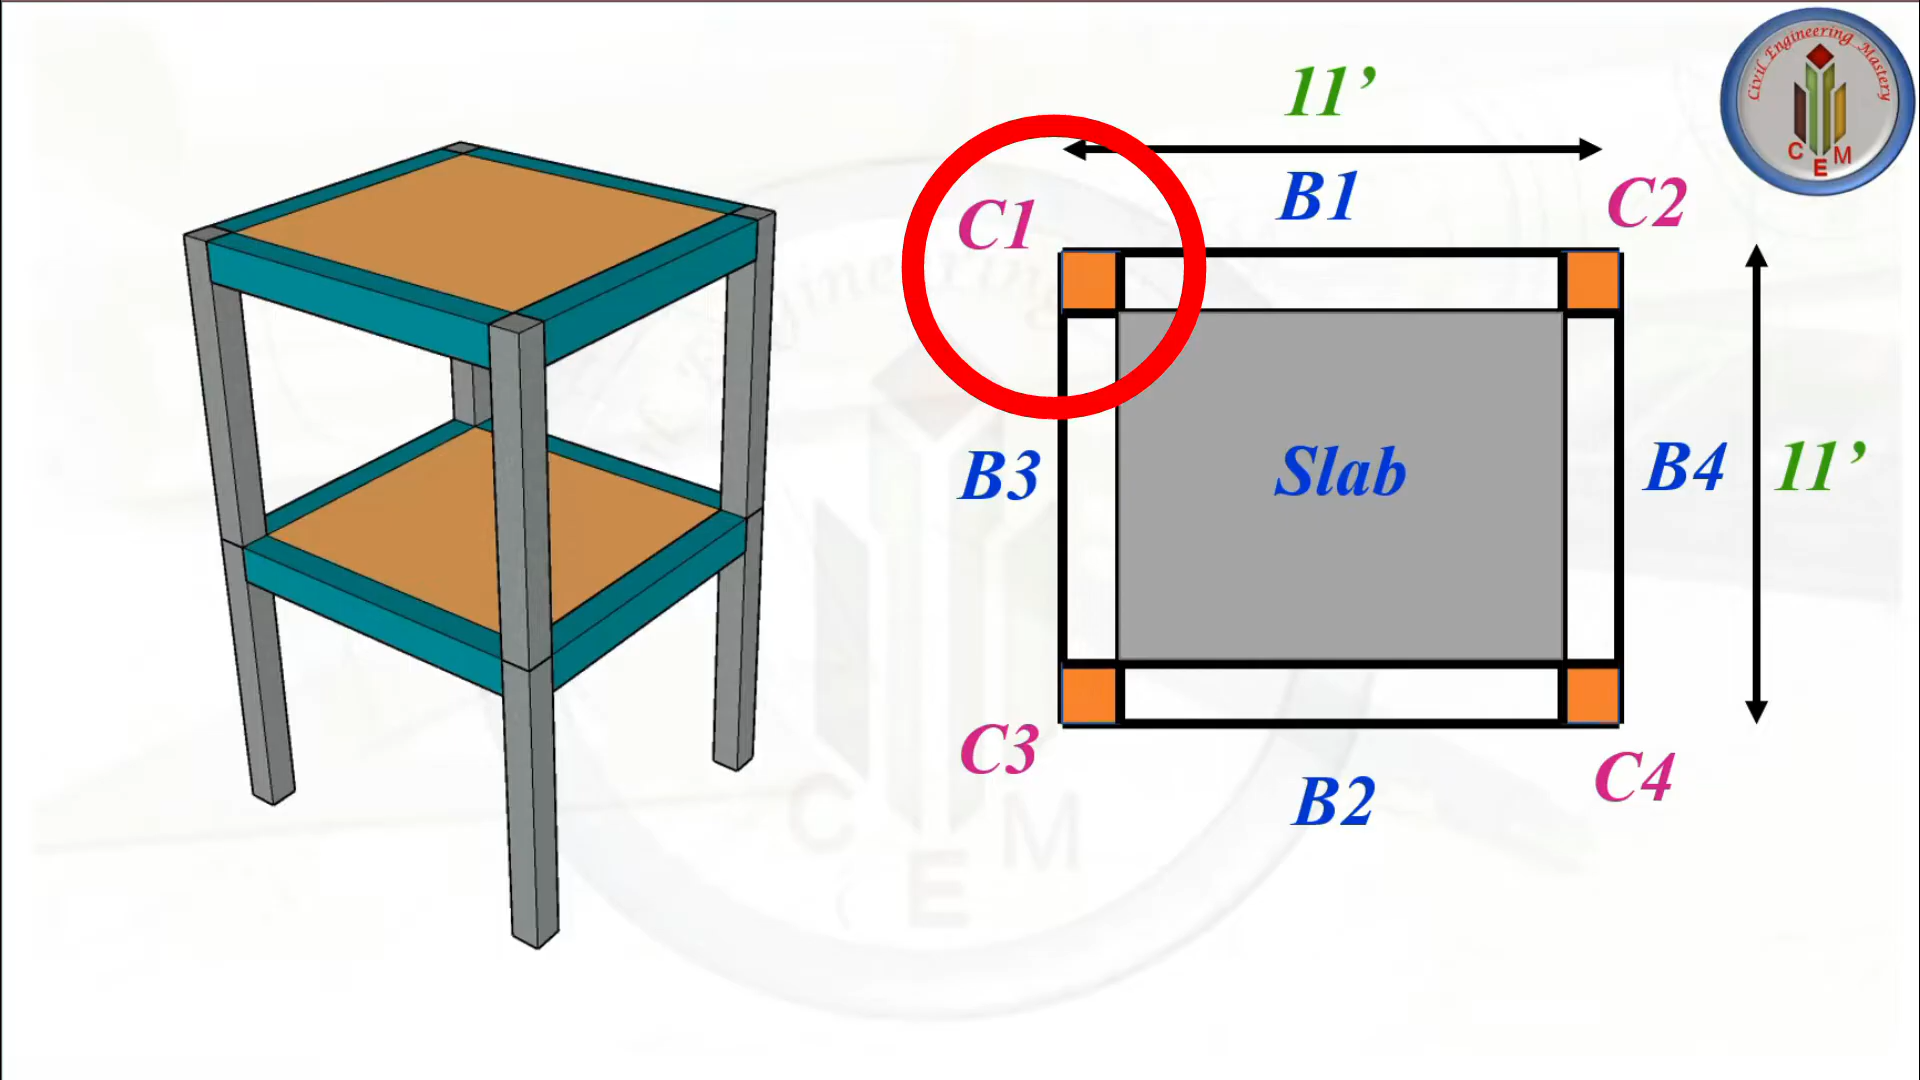 Civil Engineering Mastery
C E M
11’
C1
B1
C2
B3
Slab
B4
11’
C3
B2
C4
C E M